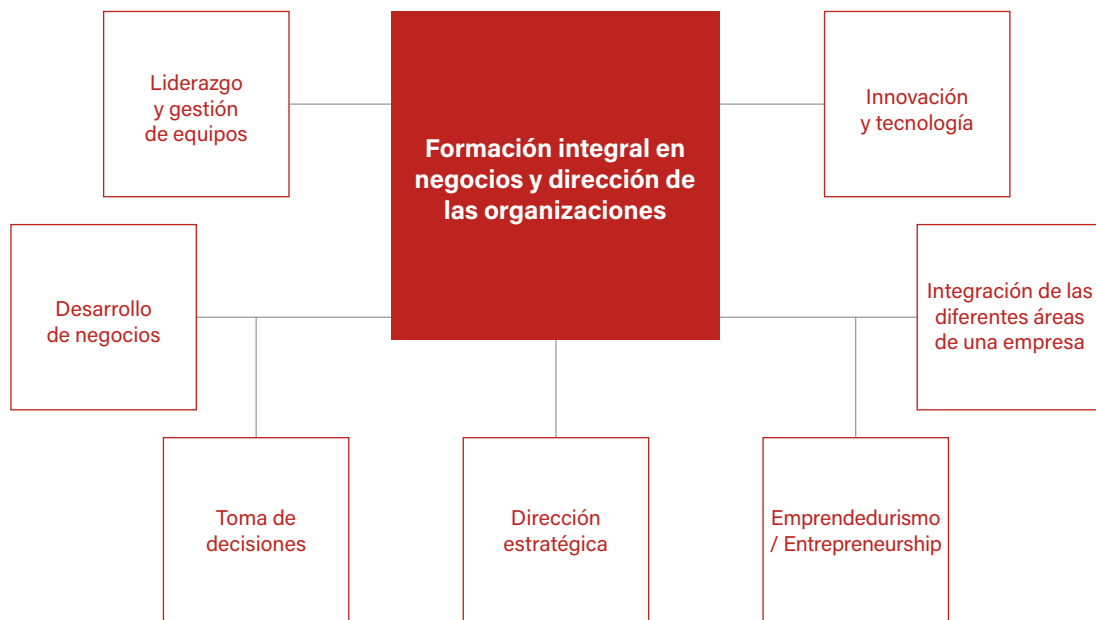 Liderazgo
y gestión
de equipos
Formación integral en
negocios y dirección de
las organizaciones
Innovación
y tecnología
Desarrollo
de negocios
Integración de las
diferentes áreas
de una empresa
Toma de
decisiones
Dirección
estratégica
Emprendedurismo
/ Entrepreneurship